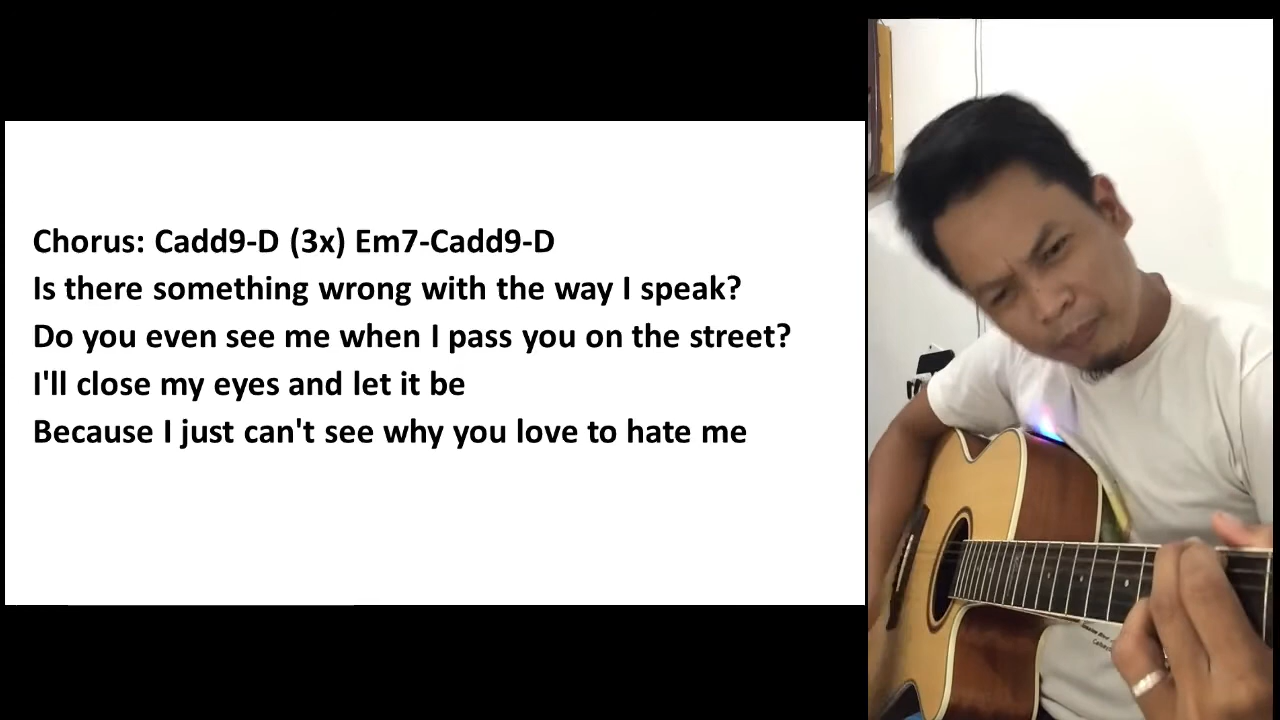 Chorus: Cadd9-D (3x) Em7-Cadd9-D
Is there something wrong with the way I speak?
Do you even see me when I pass you on the street?
I'll close my eyes and let it be
Because I just can't see why you love to hate me